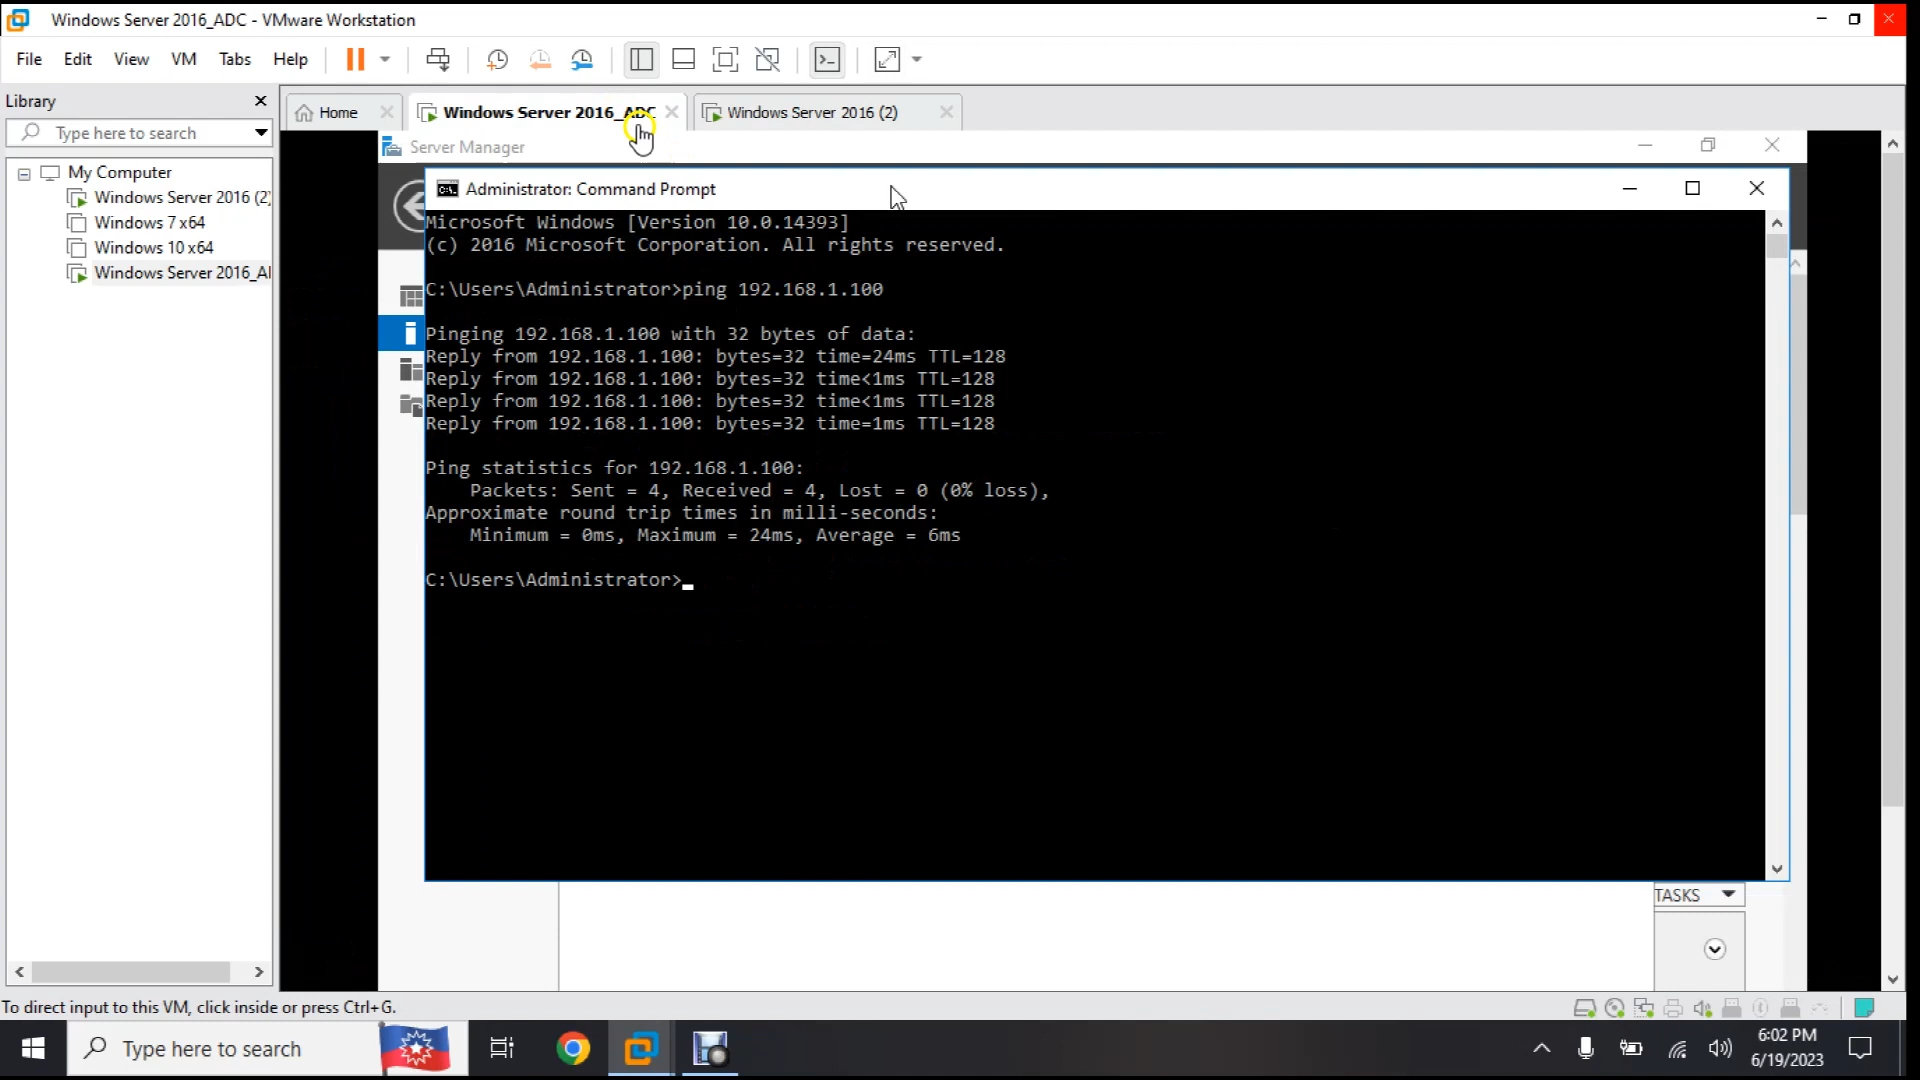 Windows Server 2016_ADC - VMware Workstation
File Edit View VM Tabs Help
Library
Type here to search
My Computer
Windows Server 2016 (2)
Windows 7 x64
Windows 10 x64
Windows Server 2016_AI
Home
Windows Server 2016_ADC
Windows Server 2016 (2)
Server Manager
Administrator: Command Prompt
Microsoft Windows [Version 10.0.14393]
(c) 2016 Microsoft Corporation. All rights reserved.
C:\Users\Administrator>ping 192.168.1.100
Pinging 192.168.1.100 with 32 bytes of data:
Reply from 192.168.1.100: bytes=32 time=24ms TTL=128
Reply from 192.168.1.100: bytes=32 time<1ms TTL=128
Reply from 192.168.1.100: bytes=32 time<1ms TTL=128
Reply from 192.168.1.100: bytes=32 time=1ms TTL=128
Ping statistics for 192.168.1.100:
Packets: Sent = 4, Received = 4, Lost = 0 (0% loss),
Approximate round trip times in milli-seconds:
Minimum = 0ms, Maximum = 24ms, Average = 6ms
C:\Users\Administrator>
TASKS
To direct input to this VM, click inside or press Ctrl+G.
Type here to search
6:02 PM
6/19/2023